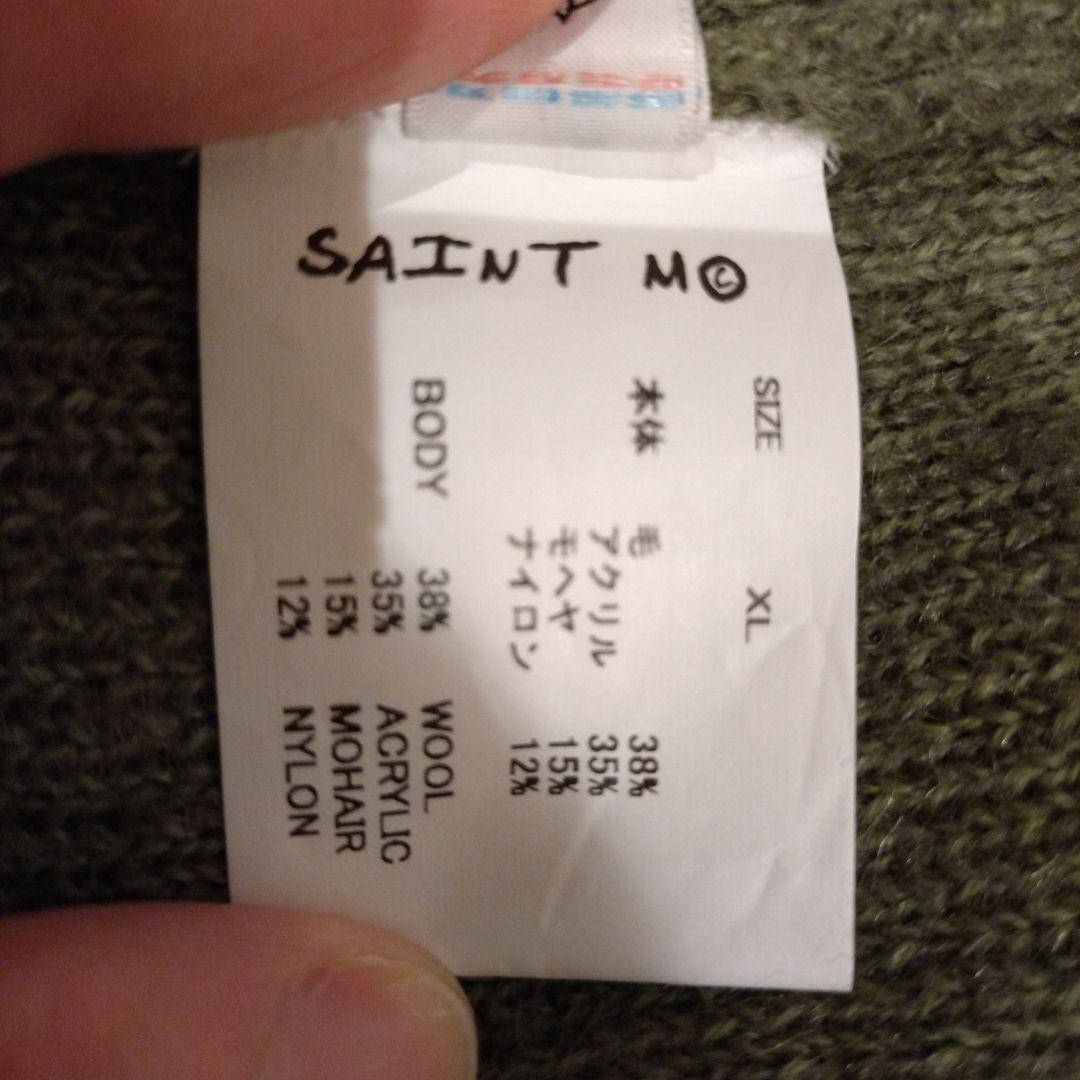 SAINT M©
SIZE XL
本体 毛 38%
アクリル 35%
モヘヤ 15%
ナイロン 12%
BODY 38% WOOL
35% ACRYLIC
15% MOHAIR
12% NYLON